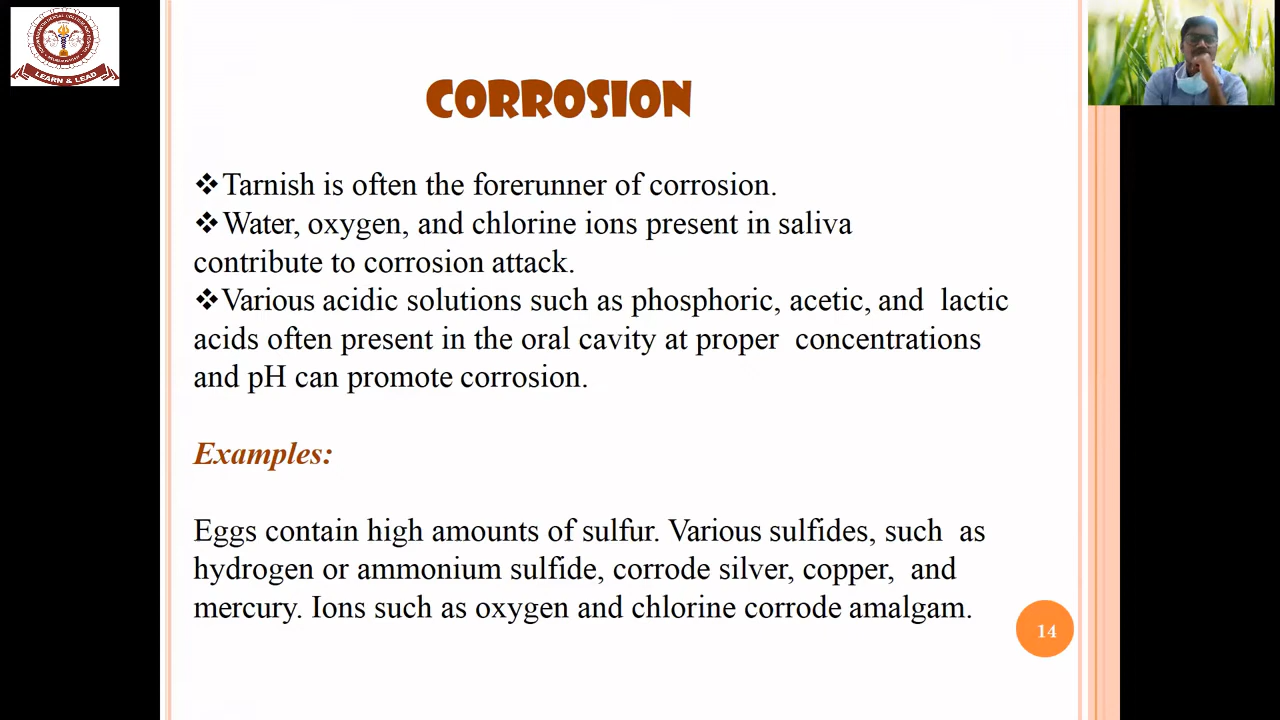 LEARN & LEAD
CORROSION
❖Tarnish is often the forerunner of corrosion.
❖Water, oxygen, and chlorine ions present in saliva
contribute to corrosion attack.
❖Various acidic solutions such as phosphoric, acetic, and lactic
acids often present in the oral cavity at proper concentrations
and pH can promote corrosion.
Examples:
Eggs contain high amounts of sulfur. Various sulfides, such as
hydrogen or ammonium sulfide, corrode silver, copper, and
mercury. Ions such as oxygen and chlorine corrode amalgam.
14